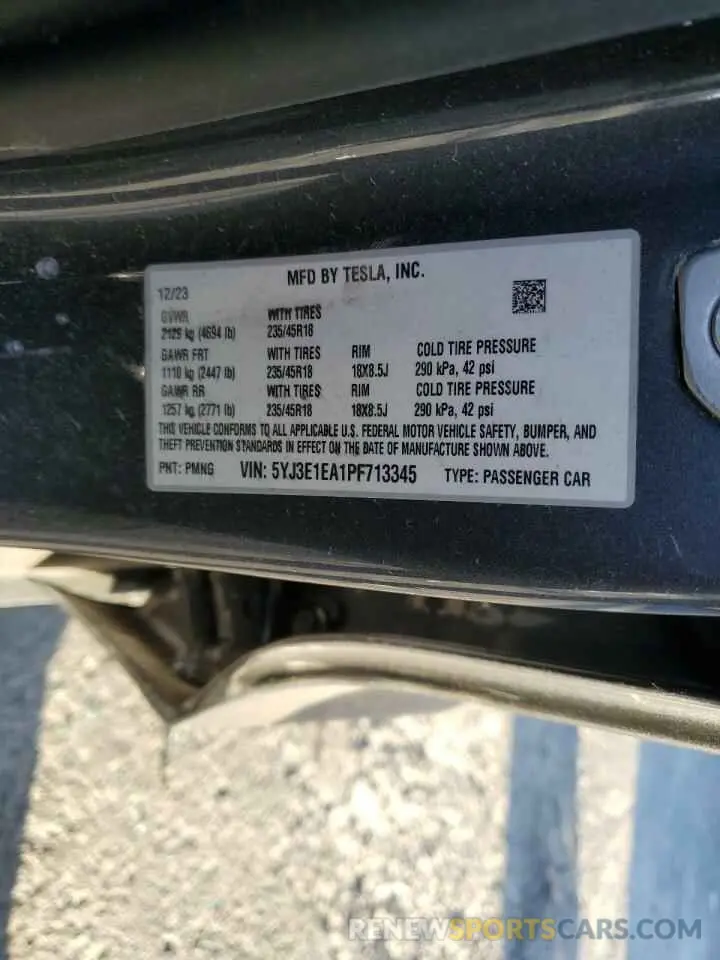 MFD BY TESLA, INC.
12/23
GVWR WITH TIRES
2129 kg (4694 lb) 235/45R18
GAWR FRT WITH TIRES RIM COLD TIRE PRESSURE
1110 kg (2447 lb) 235/45R18 18X8.5J 290 kPa, 42 psi
GAWR RR WITH TIRES RIM COLD TIRE PRESSURE
1257 kg (2771 lb) 235/45R18 18X8.5J 290 kPa, 42 psi
THIS VEHICLE CONFORMS TO ALL APPLICABLE U.S. FEDERAL MOTOR VEHICLE SAFETY, BUMPER, AND
THEFT PREVENTION STANDARDS IN EFFECT ON THE DATE OF MANUFACTURE SHOWN ABOVE.
PNT: PMNG VIN: 5YJ3E1EA1PF713345 TYPE: PASSENGER CAR
RENEWSPORTSCARS.COM